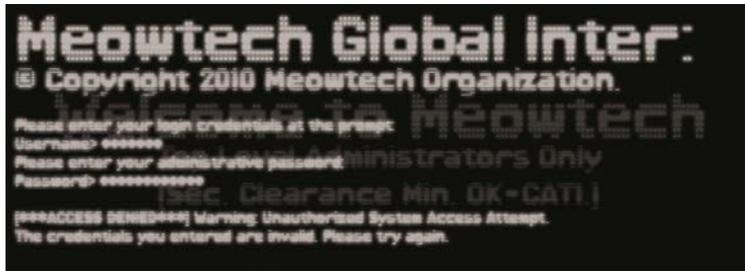 Meowtech Global Inter:
© Copyright 2010 Meowtech Organization.
Welcome to Meowtech
Please enter your login credentials at the prompt
Username> *******
Please enter your administrative password:
Administrators Only
Password> ************
[Sec. Clearance Min. OK-CAT1.]
[***ACCESS DENIED***] Warning: Unauthorized System Access Attempt.
The credentials you entered are invalid. Please try again.